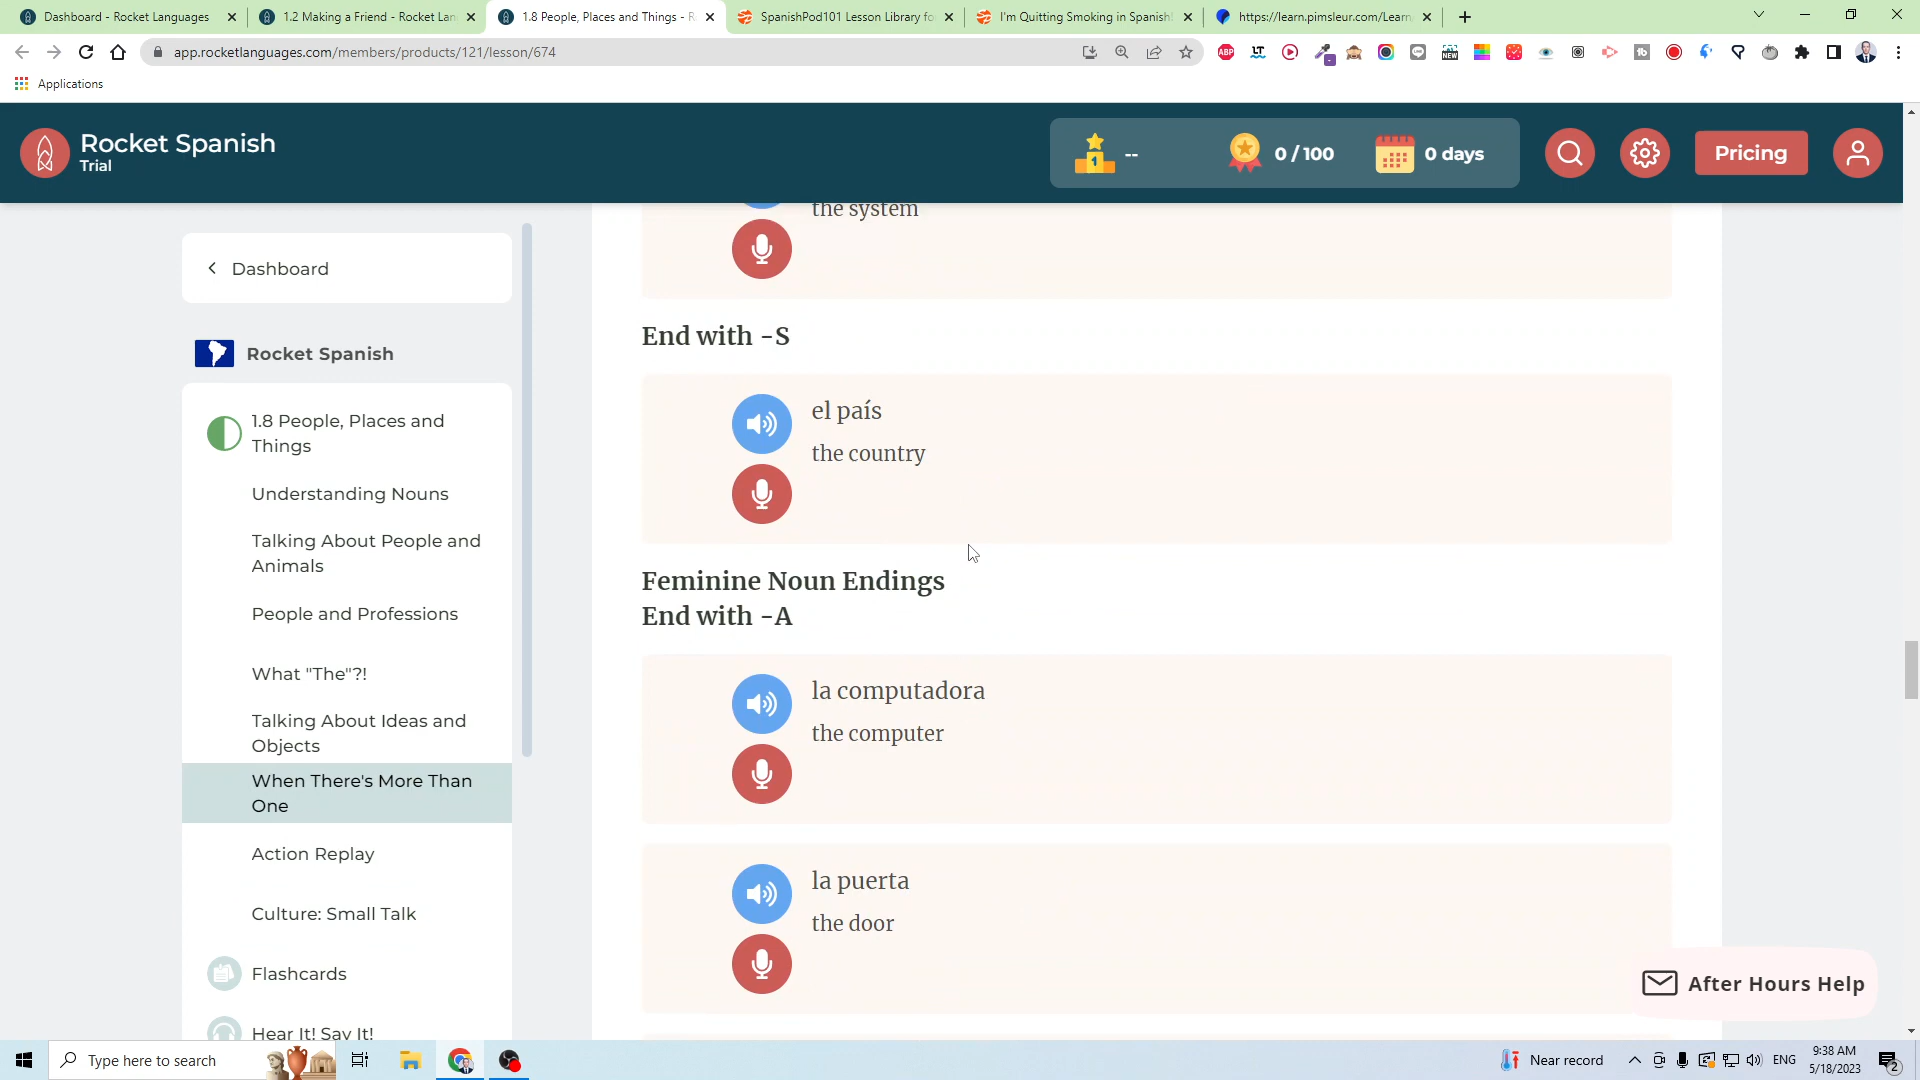 Dashboard - Rocket Languages
1.2 Making a Friend - Rocket Lan
1.8 People, Places and Things - R
SpanishPod101 Lesson Library fo
I'm Quitting Smoking in Spanish
https://learn.pimsleur.com/Learn
app.rocketlanguages.com/members/products/121/lesson/674
ABP
LT
NEW
tb
Applications
Rocket Spanish
Trial
1
--
0 / 100
0 days
Pricing
Dashboard
Rocket Spanish
1.8 People, Places and
Things
Understanding Nouns
Talking About People and
Animals
People and Professions
What "The"?!
Talking About Ideas and
Objects
When There's More Than
One
Action Replay
Culture: Small Talk
Flashcards
Hear It! Say It!
the system
End with -S
el país
the country
Feminine Noun Endings
End with -A
la computadora
the computer
la puerta
the door
After Hours Help
Type here to search
Near record
ENG
9:38 AM
5/18/2023
2